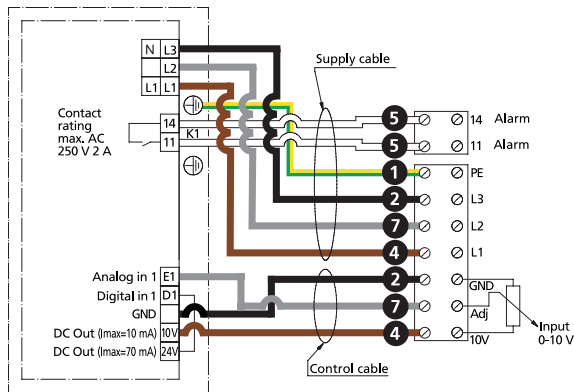 N L3
L2
L1 L1
Supply cable
Contact
rating
max. AC
250 V 2 A
14
K1
11
5 14 Alarm
5 11 Alarm
1 PE
2 L3
7 L2
4 L1
Analog in 1 E1
Digital in 1 D1
GND
DC Out (Imax=10 mA) 10V
DC Out (Imax=70 mA) 24V
2 GND
7 Adj
4 10V
Input
0-10 V
Control cable